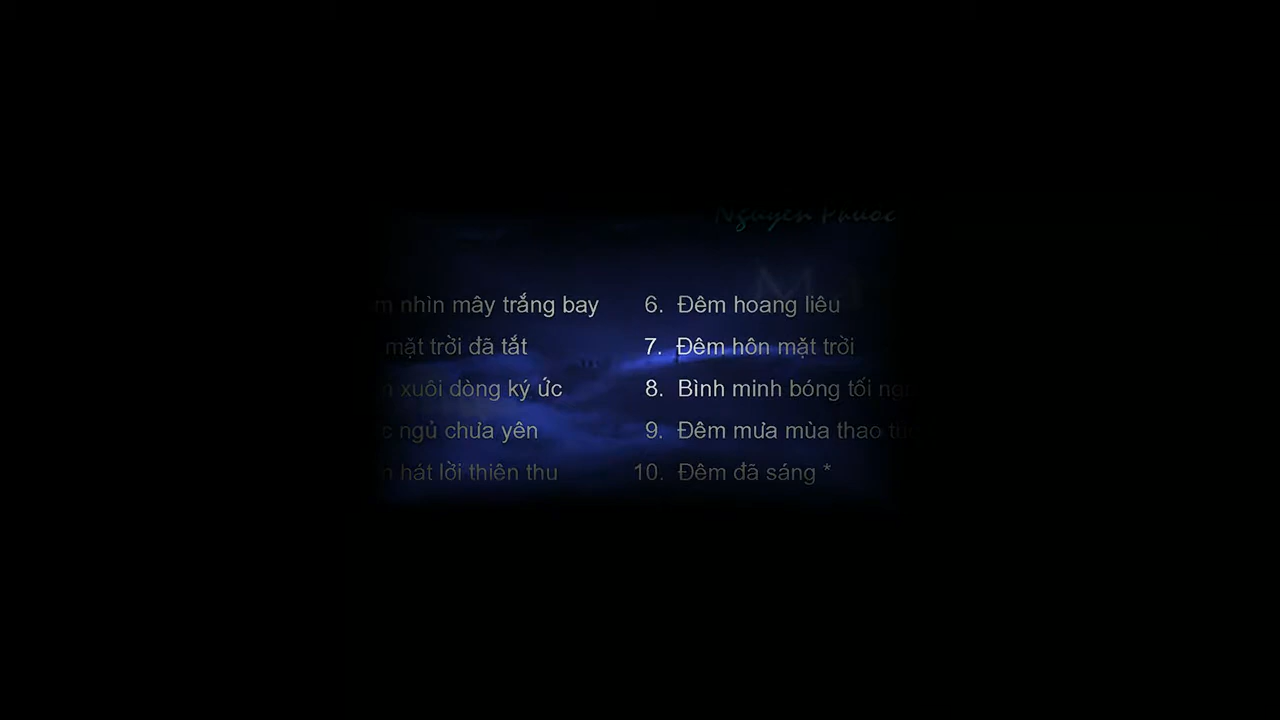 Nguyên Phước
nhìn mây trắng bay
mặt trời đã tắt
xuôi dòng ký ức
ngủ chưa yên
hát lời thiên thu
6. Đêm hoang liêu
7. Đêm hôn mặt trời
8. Bình minh bóng tối
9. Đêm mưa mùa thao
10. Đêm đã sáng *